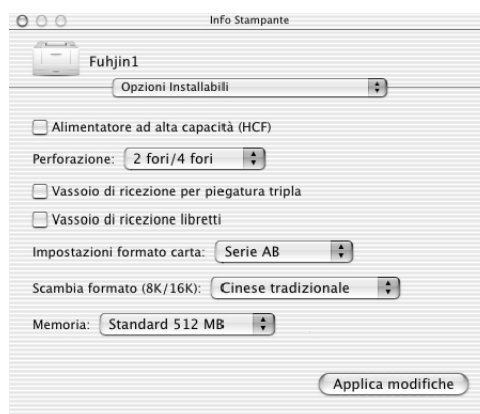 Info Stampante
Fuhjin1
Opzioni Installabili
Alimentatore ad alta capacità (HCF)
Perforazione: 2 fori/4 fori
Vassoio di ricezione per piegatura tripla
Vassoio di ricezione libretti
Impostazioni formato carta: Serie AB
Scambia formato (8K/16K): Cinese tradizionale
Memoria: Standard 512 MB
Applica modifiche